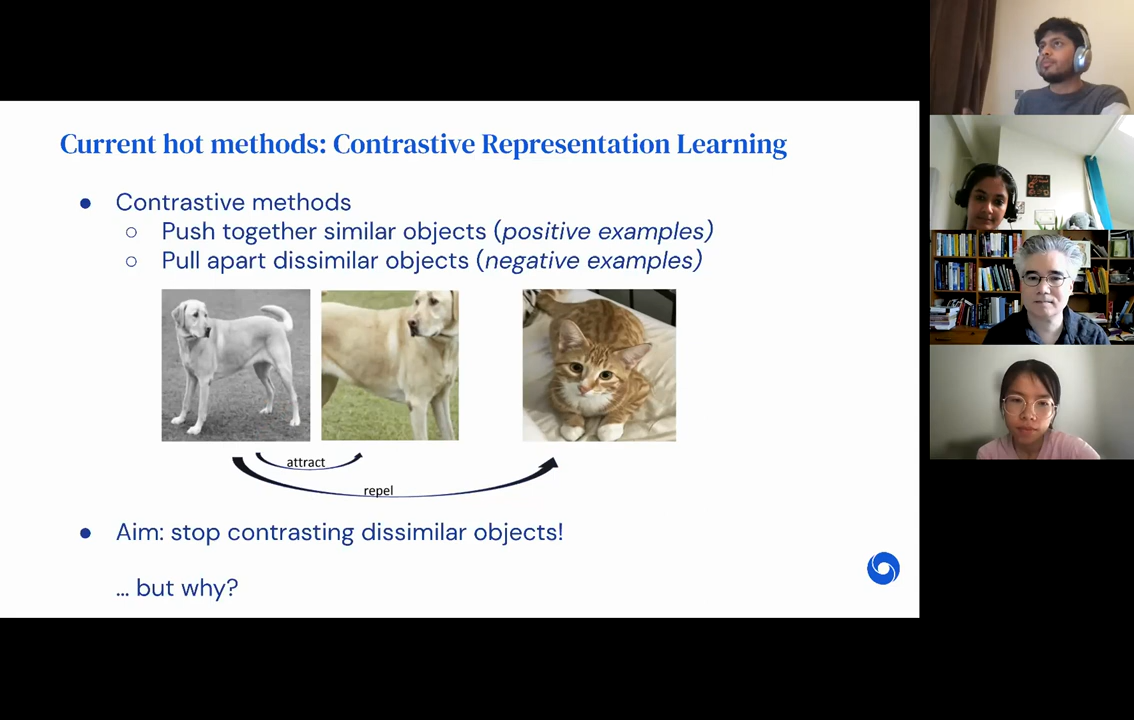 Current hot methods: Contrastive Representation Learning
● Contrastive methods
○ Push together similar objects (positive examples)
○ Pull apart dissimilar objects (negative examples)
attract
repel
● Aim: stop contrasting dissimilar objects!
... but why?